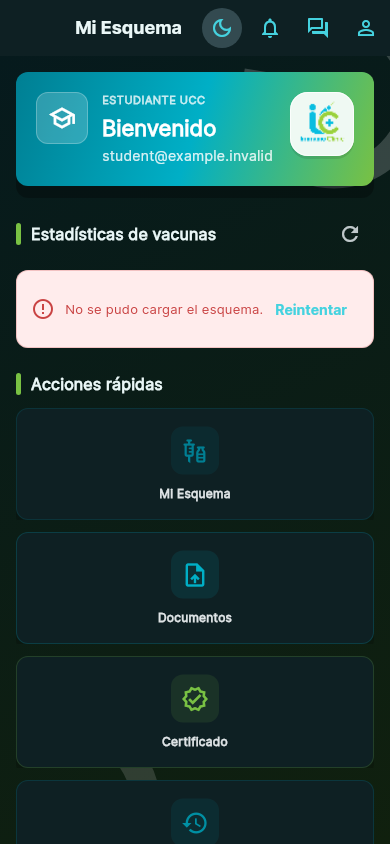 Mi Esquema
ESTUDIANTE UCC
Bienvenido
student@example.invalid
Estadísticas de vacunas
No se pudo cargar el esquema. Reintentar
Acciones rápidas
Mi Esquema
Documentos
Certificado